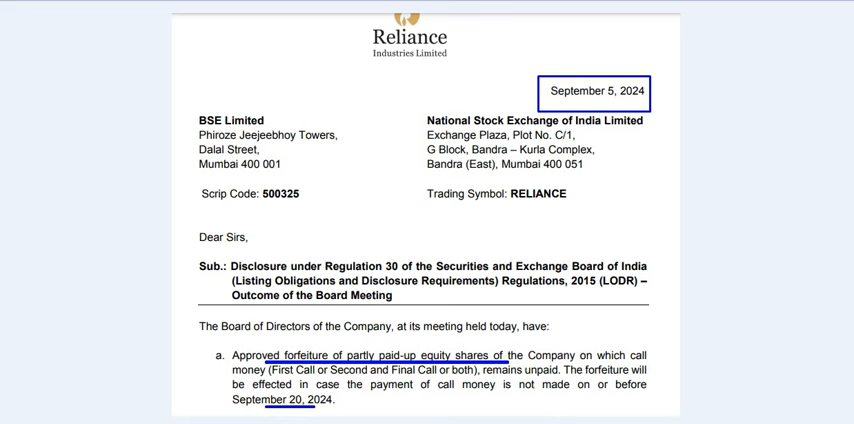 Reliance
Industries Limited
September 5, 2024
BSE Limited
Phiroze Jeejeebhoy Towers,
Dalal Street,
Mumbai 400 001
National Stock Exchange of India Limited
Exchange Plaza, Plot No. C/1,
G Block, Bandra – Kurla Complex,
Bandra (East), Mumbai 400 051
Scrip Code: 500325
Trading Symbol: RELIANCE
Dear Sirs,
Sub.: Disclosure under Regulation 30 of the Securities and Exchange Board of India
(Listing Obligations and Disclosure Requirements) Regulations, 2015 (LODR) –
Outcome of the Board Meeting
The Board of Directors of the Company, at its meeting held today, have:
a. Approved forfeiture of partly paid-up equity shares of the Company on which call
money (First Call or Second and Final Call or both), remains unpaid. The forfeiture will
be effected in case the payment of call money is not made on or before
September 20, 2024.